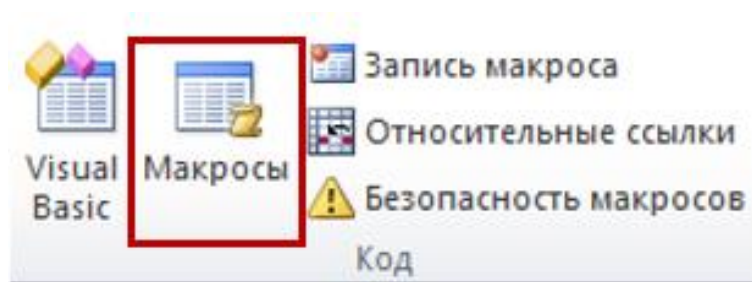 Visual
Basic
Макросы
Запись макроса
Относительные ссылки
Безопасность макросов
Код